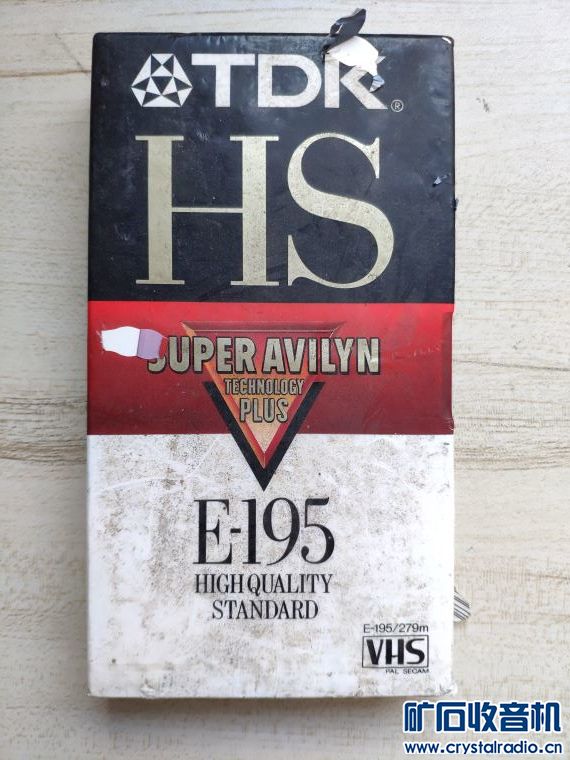 TDK®
HS
SUPER AVILYN
TECHNOLOGY
PLUS
E-195
HIGH QUALITY
STANDARD
E-195/279m
VHS
PAL SECAM
矿石收音机
www.crystalradio.cn